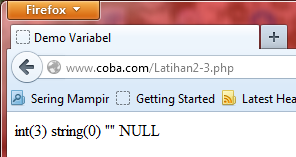 Firefox
Demo Variabel
www.coba.com/Latihan2-3.php
Sering Mampir Getting Started Latest Hea
int(3) string(0) "" NULL